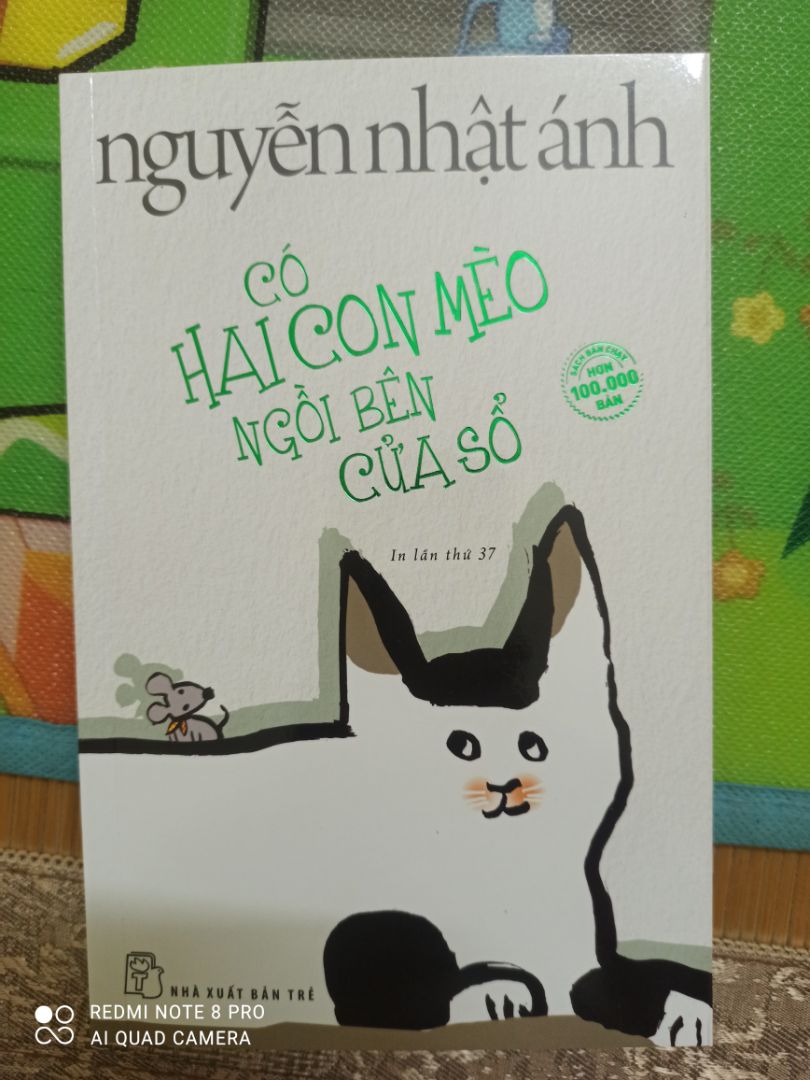 nguyễn nhật ánh
CÓ
HAI CON MÈO
NGỒI BÊN
CỬA SỔ
SÁCH BÁN CHẠY
HƠN
100.000
BẢN
In lần thứ 37
NHÀ XUẤT BẢN TRẺ
REDMI NOTE 8 PRO
AI QUAD CAMERA